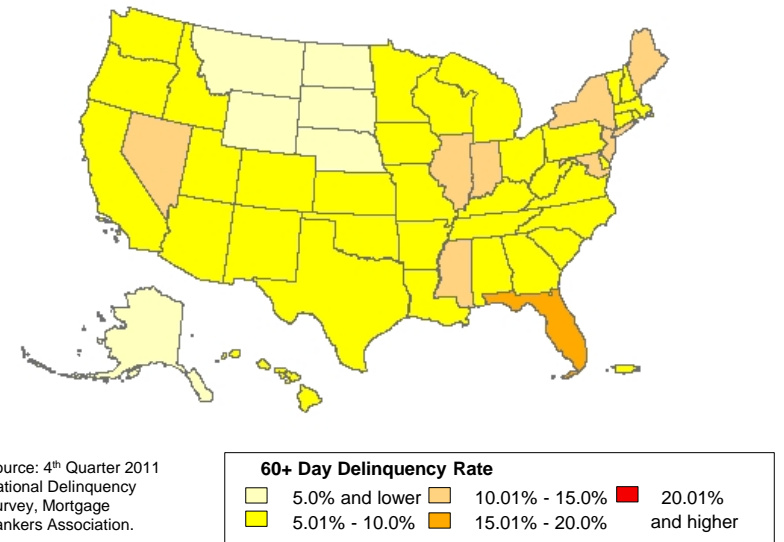 ource: 4th Quarter 2011
ational Delinquency
urvey, Mortgage
ankers Association.
60+ Day Delinquency Rate
5.0% and lower 10.01% - 15.0% 20.01%
5.01% - 10.0% 15.01% - 20.0% and higher